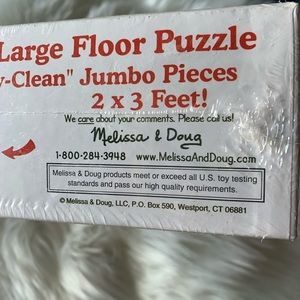 Large Floor Puzzle
y-Clean" Jumbo Pieces
2 x 3 Feet!
We care about your comments. Please call us!
Melissa & Doug
1-800-284-3948 www.MelissaAndDoug.com
Melissa & Doug products meet or exceed all U.S. toy testing
standards and pass our high quality requirements.
© Melissa & Doug, LLC, P.O. Box 590, Westport, CT 06881